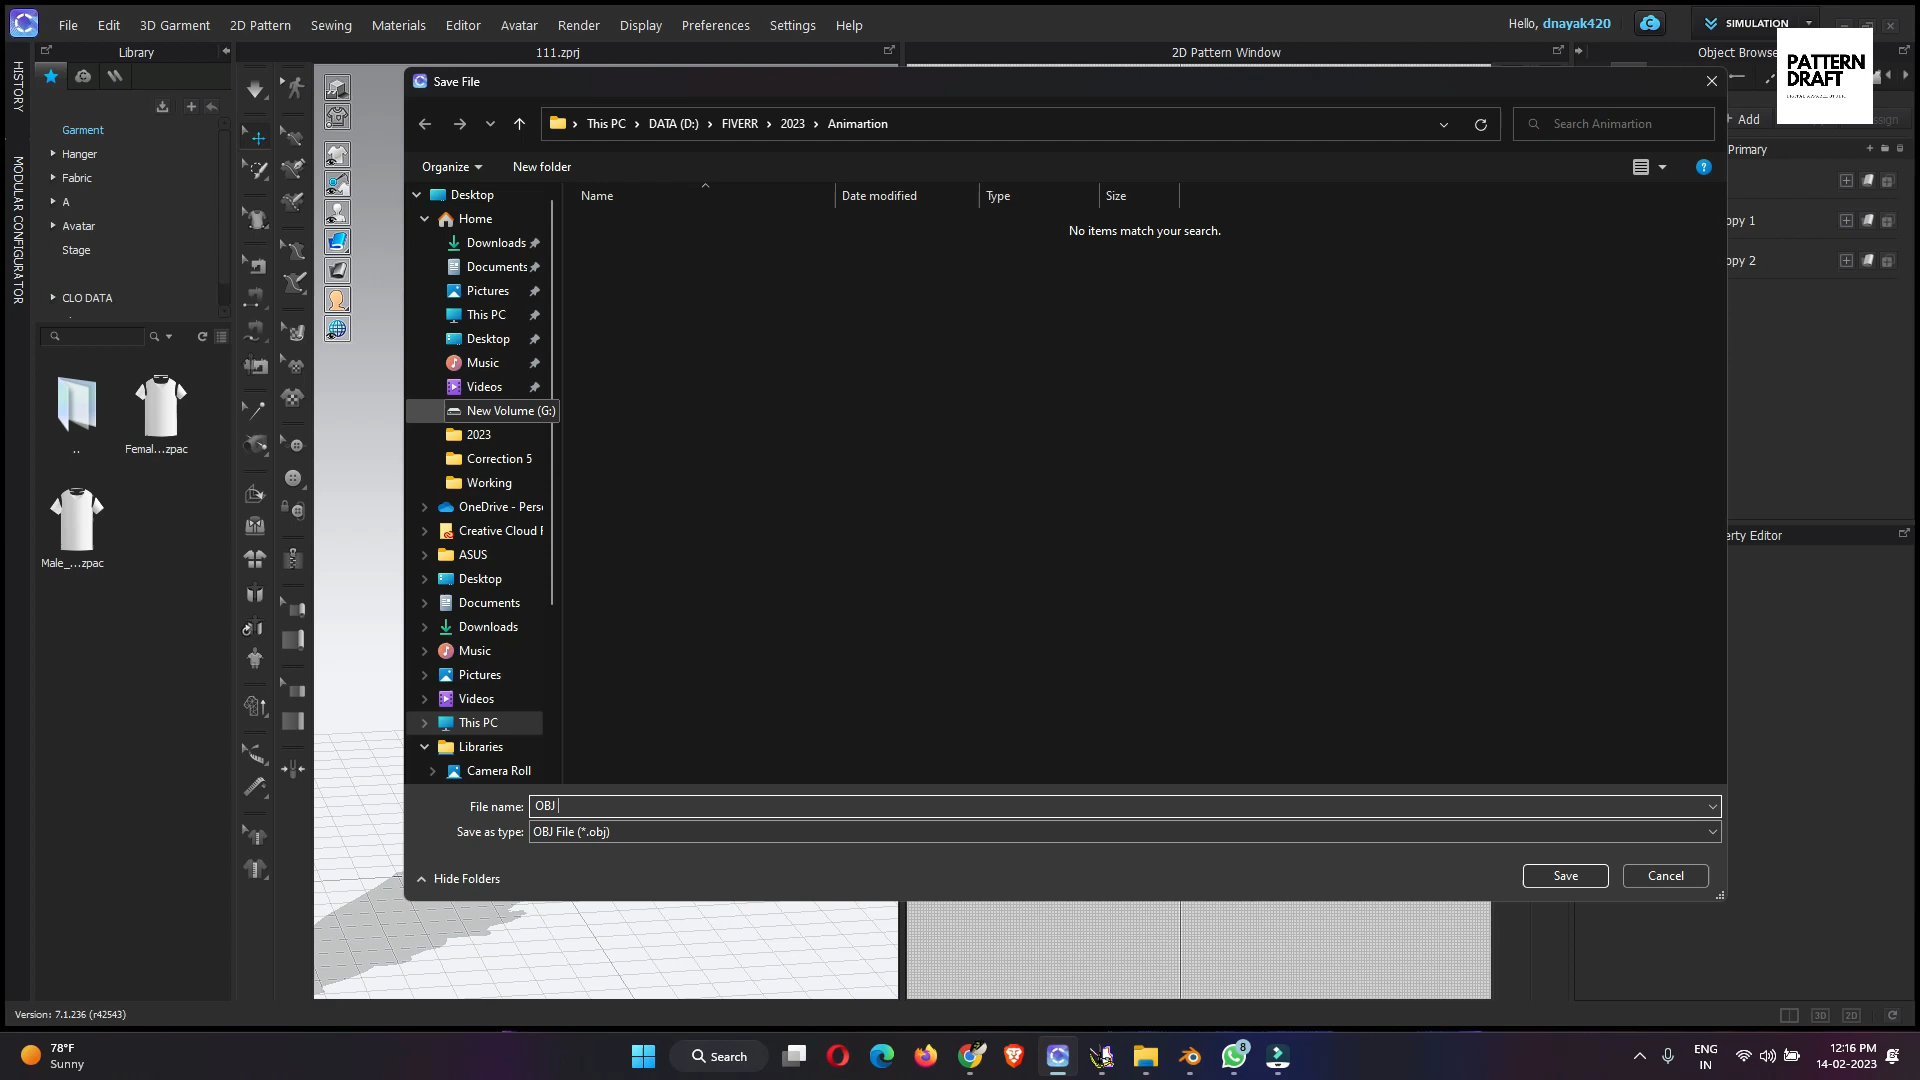 File Edit 3D Garment 2D Pattern Sewing Materials Editor Avatar Render Display Preferences Settings Help
Hello, dnayak420
SIMULATION
Library
111.zprj
2D Pattern Window
Object Browse
PATTERN
DRAFT
HISTORY
MODULAR CONFIGURATOR
Garment
Hanger
Fabric
A
Avatar
Stage
CLO DATA
..
Femal...zpac
Male_...zpac
Save File
This PC > DATA (D:) > FIVERR > 2023 > Animartion
Search Animartion
Organize
New folder
Name Date modified Type Size
No items match your search.
Desktop
Home
Downloads
Documents
Pictures
This PC
Desktop
Music
Videos
New Volume (G:)
2023
Correction 5
Working
OneDrive - Pers
Creative Cloud F
ASUS
Desktop
Documents
Downloads
Music
Pictures
Videos
This PC
Libraries
Camera Roll
File name: OBJ
Save as type: OBJ File (*.obj)
Hide Folders
Save
Cancel
+ Add
Primary
opy 1
opy 2
erty Editor
Version: 7.1.236 (r42543)
3D
2D
78°F
Sunny
Search
8
ENG
IN
12:16 PM
14-02-2023